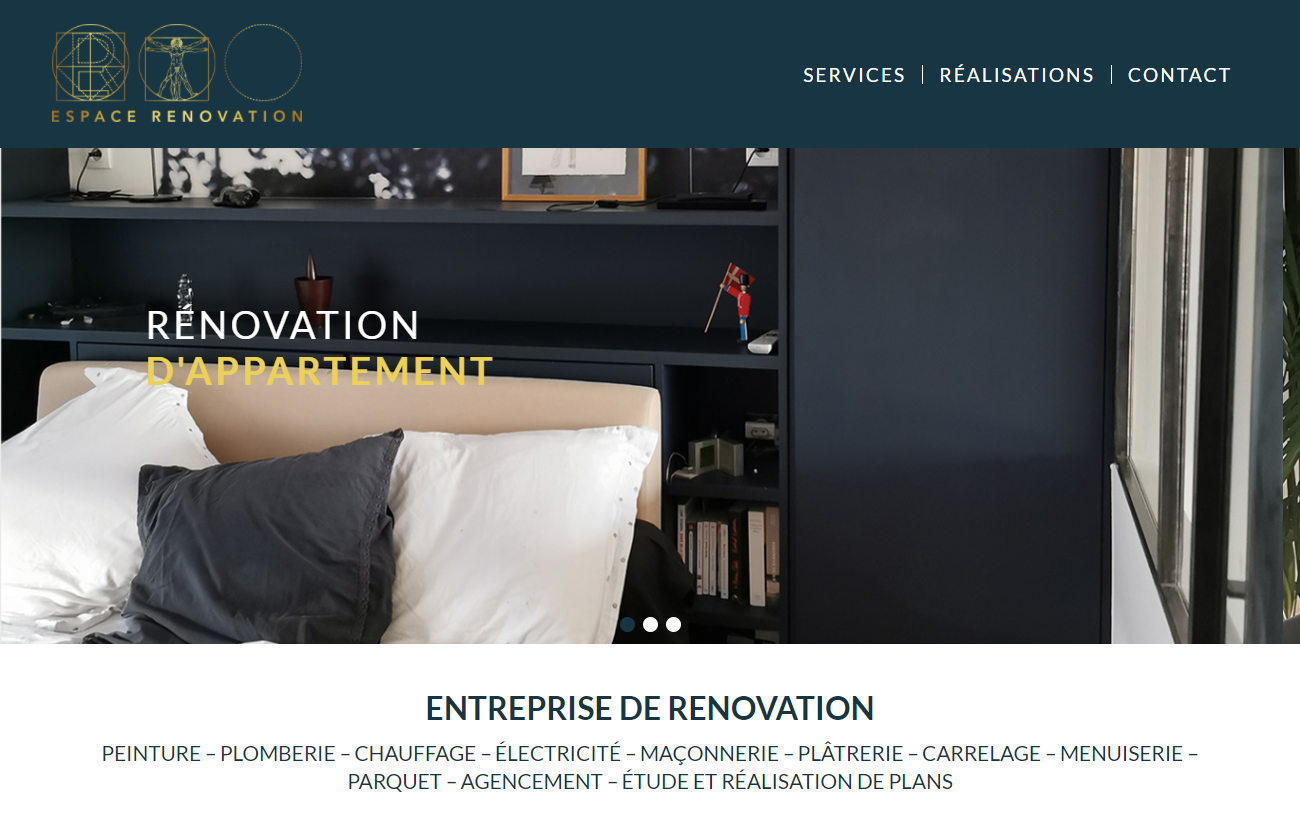 ESPACE RENOVATION
SERVICES
RÉALISATIONS
CONTACT
RÉNOVATION
D'APPARTEMENT
ENTREPRISE DE RENOVATION
PEINTURE – PLOMBERIE – CHAUFFAGE – ÉLECTRICITÉ – MAÇONNERIE – PLÂTRERIE – CARRELAGE – MENUISERIE –
PARQUET – AGENCEMENT – ÉTUDE ET RÉALISATION DE PLANS